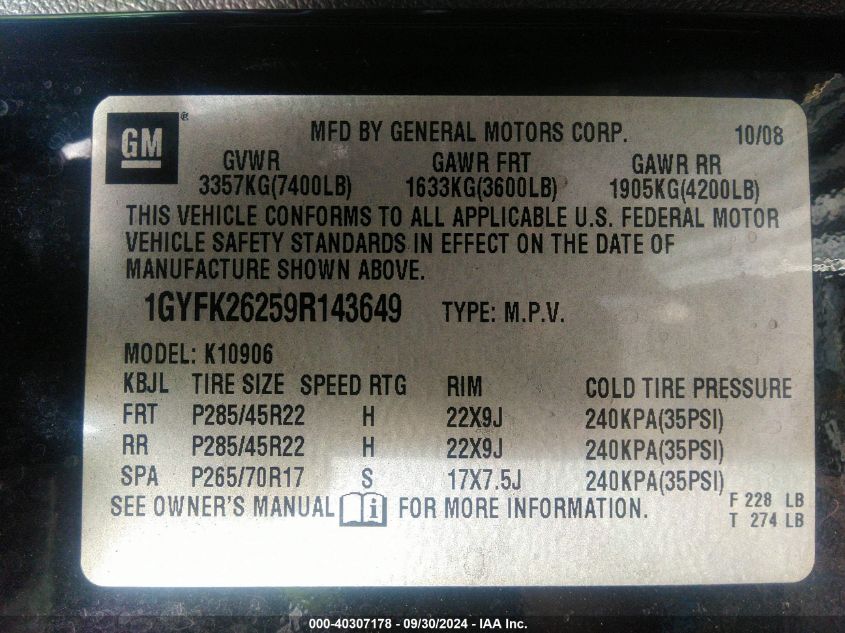 GM ®
MFD BY GENERAL MOTORS CORP. 10/08
GVWR GAWR FRT GAWR RR
3357KG(7400LB) 1633KG(3600LB) 1905KG(4200LB)
THIS VEHICLE CONFORMS TO ALL APPLICABLE U.S. FEDERAL MOTOR
VEHICLE SAFETY STANDARDS IN EFFECT ON THE DATE OF
MANUFACTURE SHOWN ABOVE.
1GYFK26259R143649 TYPE: M.P.V.
MODEL: K10906
KBJL TIRE SIZE SPEED RTG RIM COLD TIRE PRESSURE
FRT P285/45R22 H 22X9J 240KPA(35PSI)
RR P285/45R22 H 22X9J 240KPA(35PSI)
SPA P265/70R17 S 17X7.5J 240KPA(35PSI)
SEE OWNER'S MANUAL i FOR MORE INFORMATION.
F 228 LB
T 274 LB
000-40307178 - 09/30/2024 - IAA Inc.